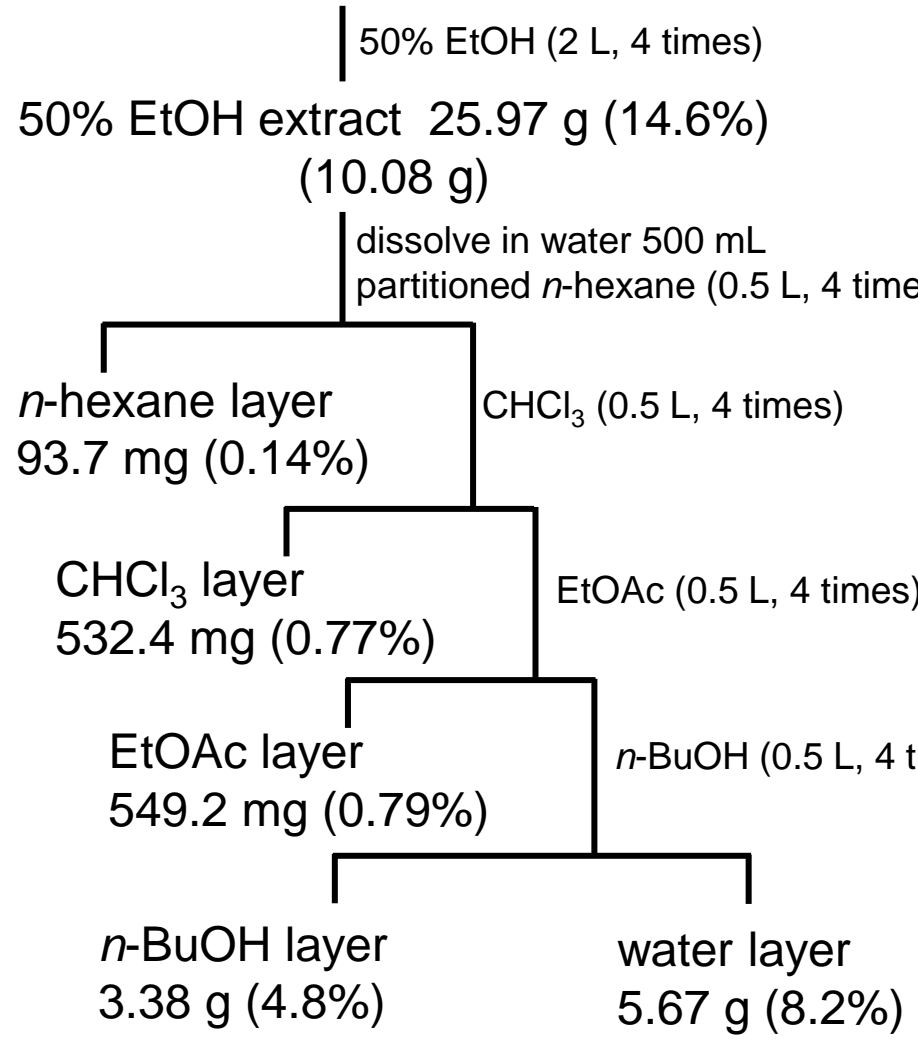 50% EtOH (2 L, 4 times)
50% EtOH extract 25.97 g (14.6%)
(10.08 g)
dissolve in water 500 mL
partitioned n-hexane (0.5 L, 4 time
n-hexane layer
93.7 mg (0.14%)
CHCl₃ (0.5 L, 4 times)
CHCl₃ layer
532.4 mg (0.77%)
EtOAc (0.5 L, 4 times)
EtOAc layer
549.2 mg (0.79%)
n-BuOH (0.5 L, 4 t
n-BuOH layer
3.38 g (4.8%)
water layer
5.67 g (8.2%)